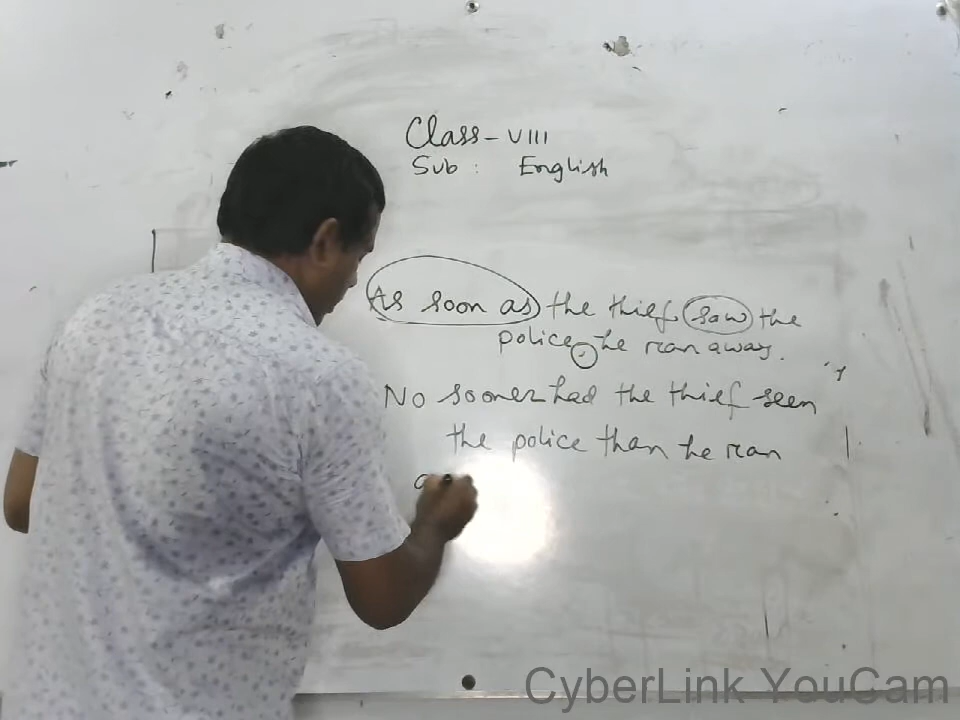 Class - VIII
Sub : English
As soon as the thief saw the
police, he ran away.
No sooner had the thief seen
the police than he ran
a
CyberLink YouCam